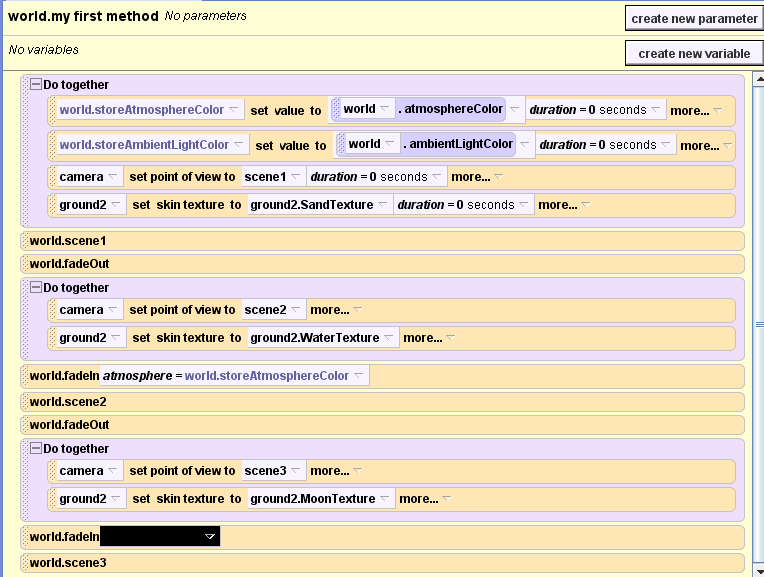 world.my first method No parameters
create new parameter
No variables
create new variable
Do together
world.storeAtmosphereColor set value to world . atmosphereColor duration = 0 seconds more...
world.storeAmbientLightColor set value to world . ambientLightColor duration = 0 seconds more...
camera set point of view to scene1 duration = 0 seconds more...
ground2 set skin texture to ground2.SandTexture duration = 0 seconds more...
world.scene1
world.fadeOut
Do together
camera set point of view to scene2 more...
ground2 set skin texture to ground2.WaterTexture more...
world.fadeIn atmosphere = world.storeAtmosphereColor
world.scene2
world.fadeOut
Do together
camera set point of view to scene3 more...
ground2 set skin texture to ground2.MoonTexture more...
world.fadeIn
world.scene3